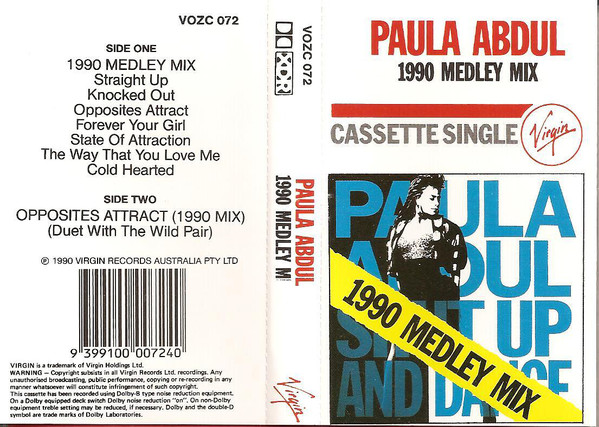 VOZC 072
SIDE ONE
1990 MEDLEY MIX
Straight Up
Knocked Out
Opposites Attract
Forever Your Girl
State Of Attraction
The Way That You Love Me
Cold Hearted
SIDE TWO
OPPOSITES ATTRACT (1990 MIX)
(Duet With The Wild Pair)
℗ 1990 VIRGIN RECORDS AUSTRALIA PTY LTD
9 399100 007240
VIRGIN is a trademark of Virgin Holdings Ltd.
WARNING — Copyright subsists in all Virgin Records Ltd. recordings. Any
unauthorised broadcasting, public performance, copying or re-recording in any
manner whatsoever will constitute infringement of such copyright.
This cassette has been recorded using Dolby-B type noise reduction equipment.
On a Dolby equipped deck switch Dolby noise reduction "on". On non-Dolby
equipment treble setting may be reduced, if necessary. Dolby and the double-D
symbol are trade marks of Dolby Laboratories.
VOZC 072
PAULA ABDUL
1990 MEDLEY M
Virgin
PAULA ABDUL
1990 MEDLEY MIX
CASSETTE SINGLE
Virgin
PAULA
ABDUL
SHUT UP
AND DANCE
1990 MEDLEY MIX